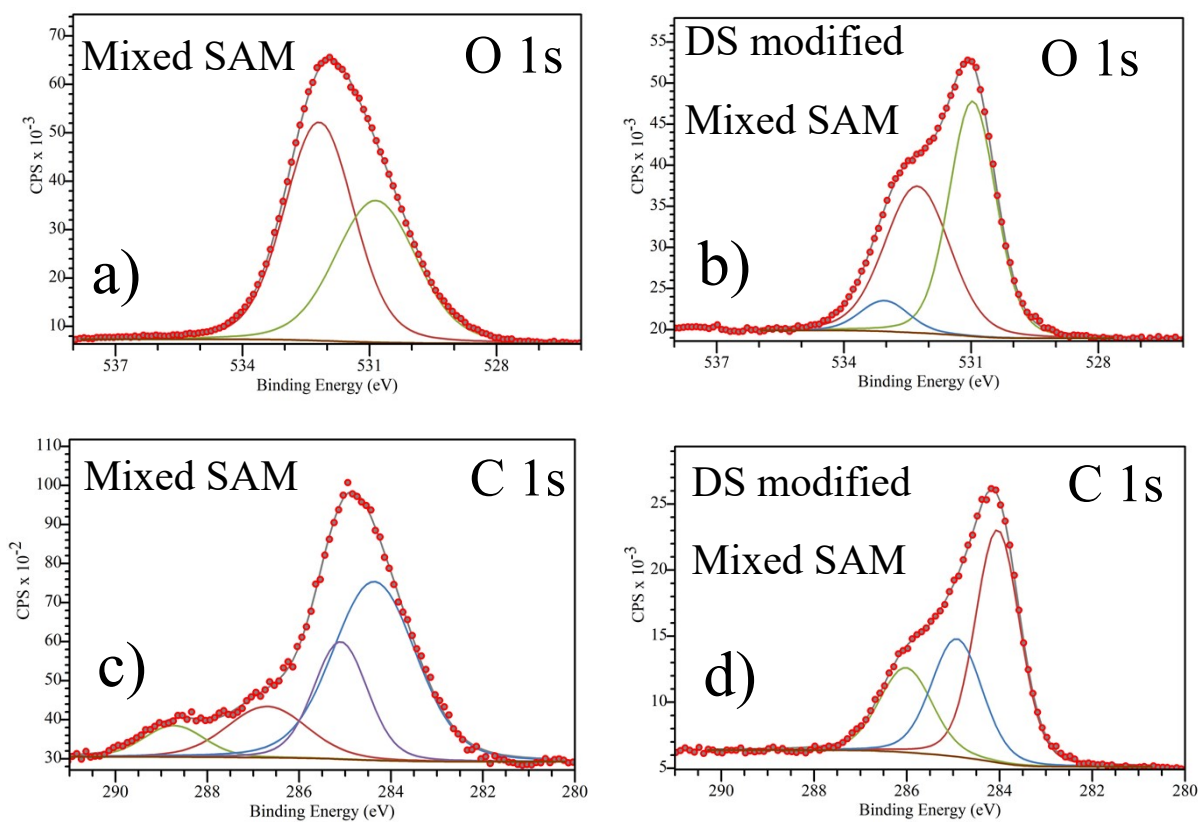 Mixed SAM
O 1s
a)
70
60
50
40
30
20
10
CPS x 10⁻³
537
534
531
528
Binding Energy (eV)
DS modified
O 1s
Mixed SAM
b)
55
50
45
40
35
30
25
20
CPS x 10⁻³
537
534
531
528
Binding Energy (eV)
Mixed SAM
C 1s
c)
110
100
90
80
70
60
50
40
30
CPS x 10⁻²
290
288
286
284
282
280
Binding Energy (eV)
DS modified
C 1s
Mixed SAM
d)
25
20
15
10
5
CPS x 10⁻³
290
288
286
284
282
280
Binding Energy (eV)